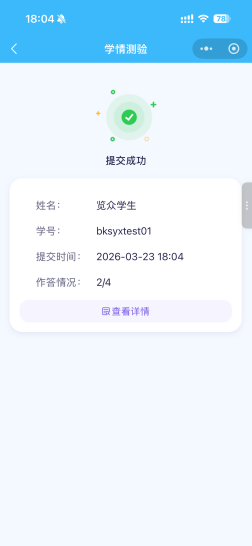 18:04
78
学情测验
提交成功
姓名: 览众学生
学号: bksyxtest01
提交时间: 2026-03-23 18:04
作答情况: 2/4
查看详情